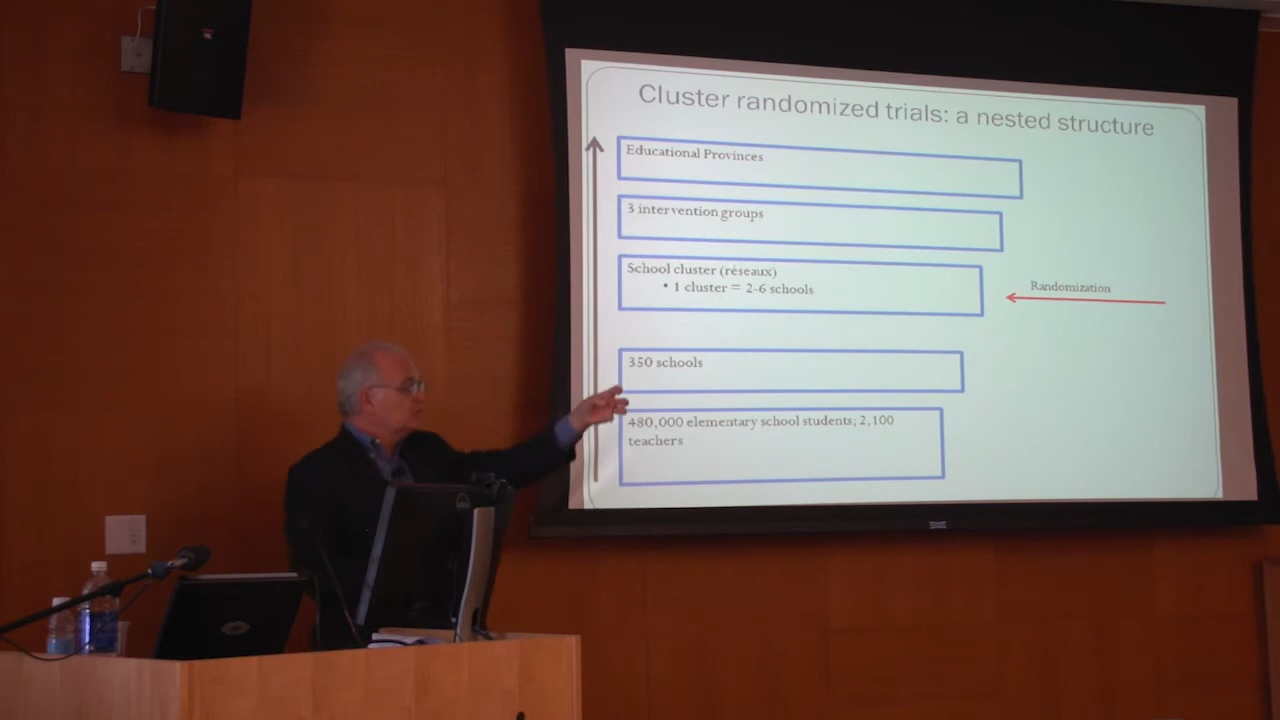 Cluster randomized trials: a nested structure
Educational Provinces
3 intervention groups
School cluster (réseaux)
• 1 cluster = 2-6 schools
Randomization
350 schools
480,000 elementary school students; 2,100
teachers